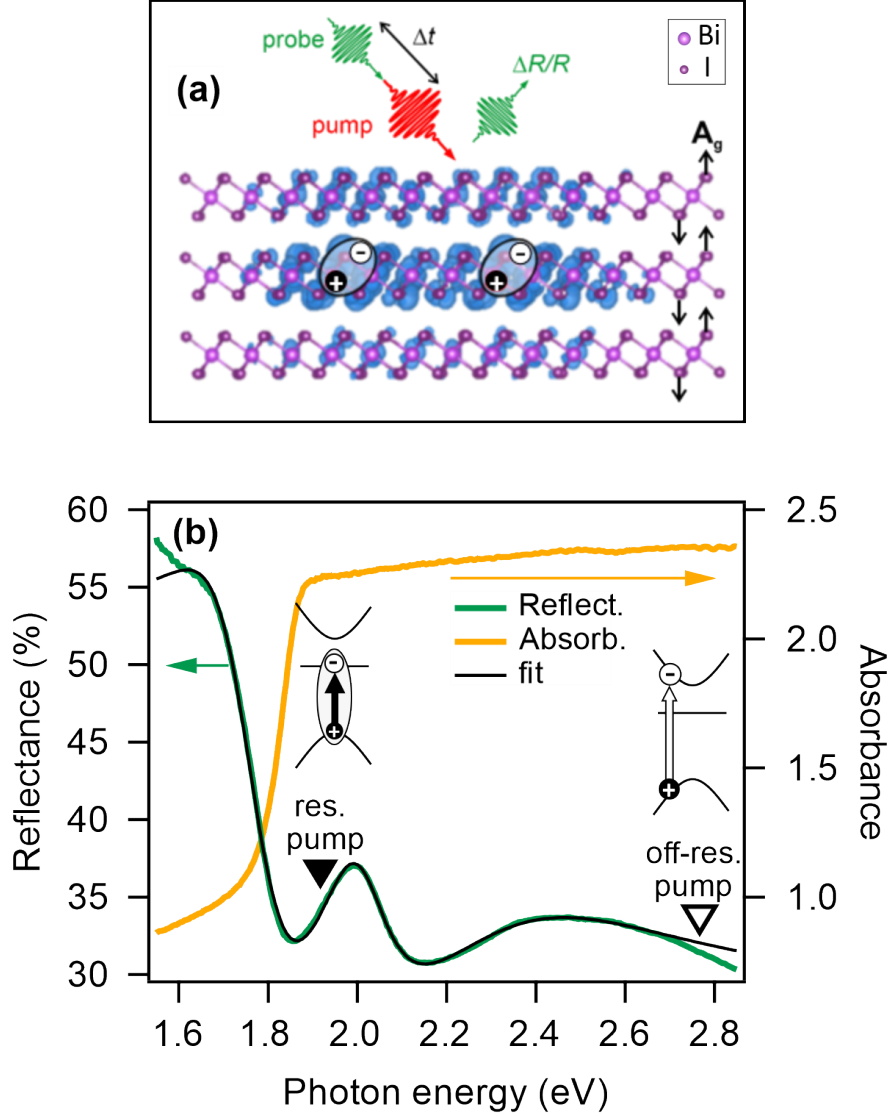 probe
Δt
Bi
I
(a)
ΔR/R
pump
A_g
- -
+ +
(b)
60
55
50
45
40
35
30
2.5
2.0
1.5
1.0
Reflectance (%)
Absorbance
Reflect.
Absorb.
fit
-
+
-
+
res.
pump
off-res.
pump
1.6 1.8 2.0 2.2 2.4 2.6 2.8
Photon energy (eV)